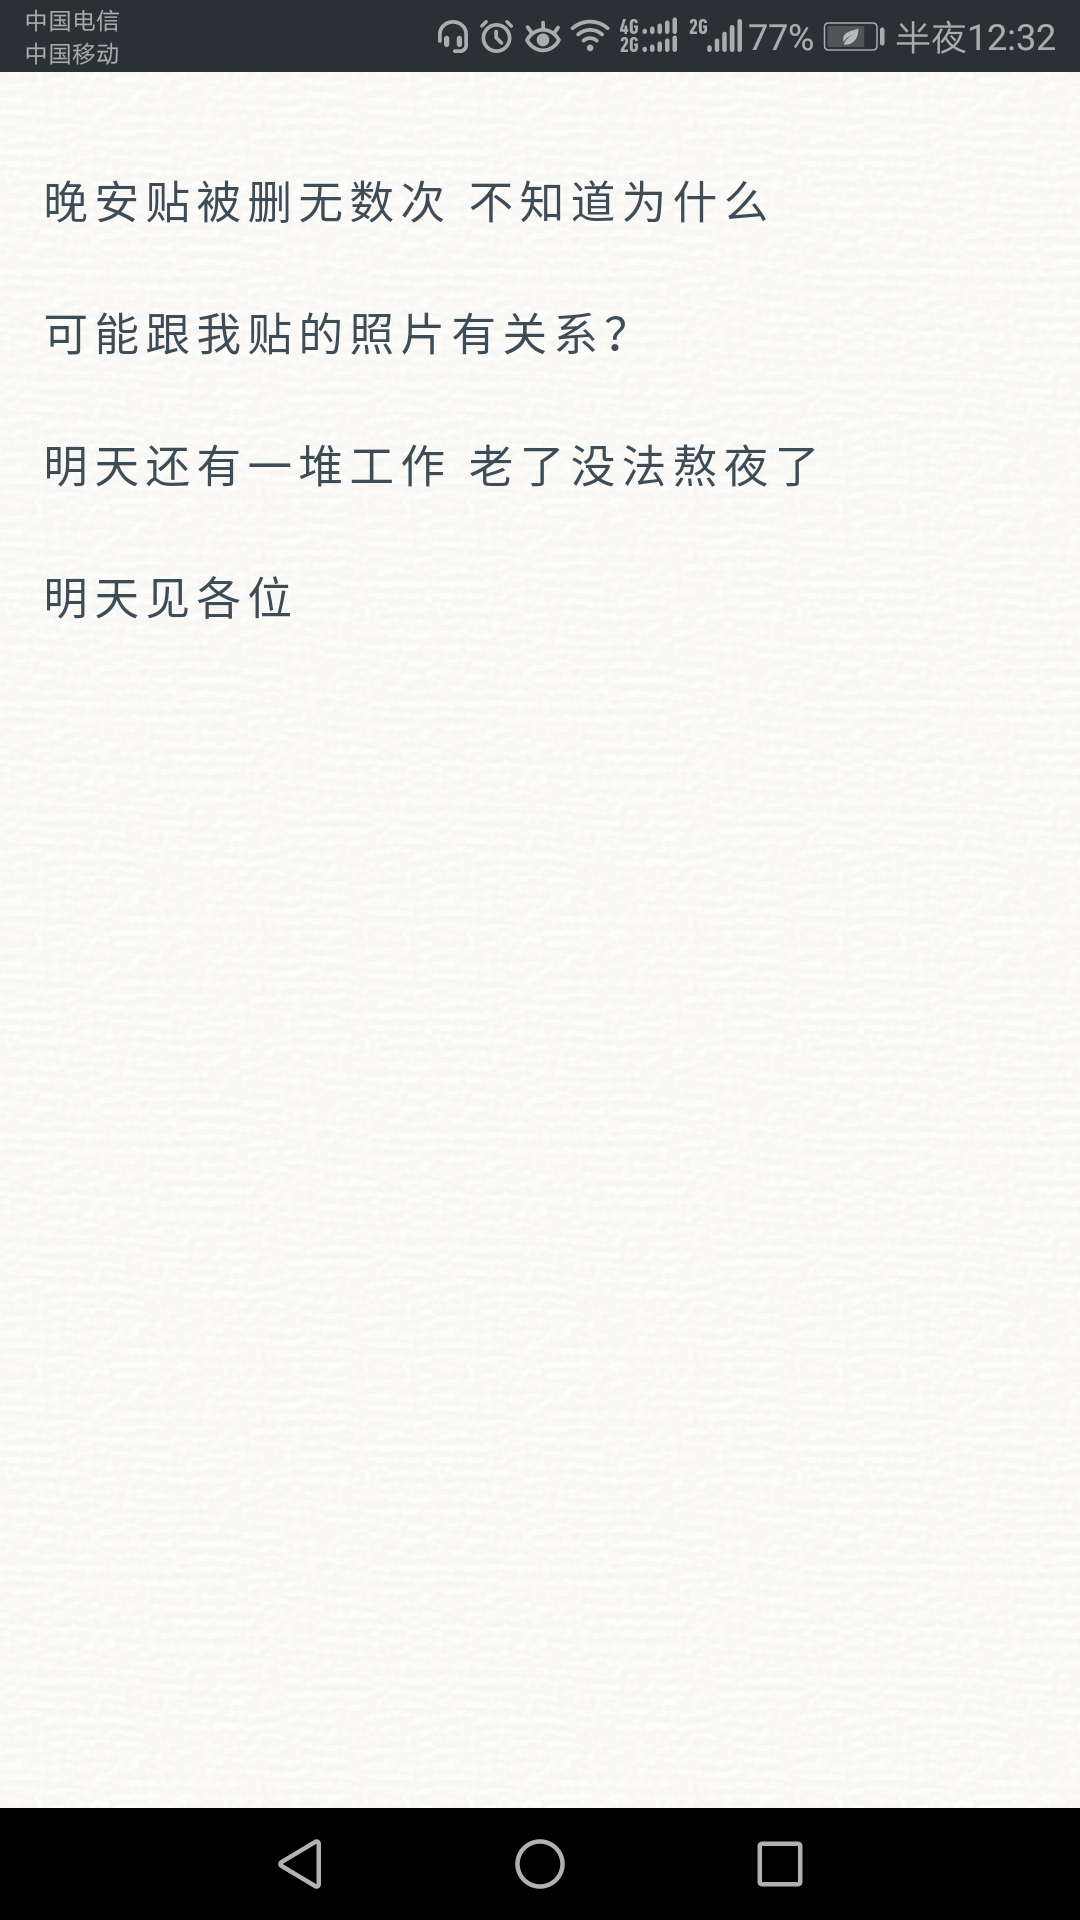 中国电信
中国移动
4G
2G
2G
77%
半夜12:32
晚安贴被删无数次 不知道为什么
可能跟我贴的照片有关系？
明天还有一堆工作 老了没法熬夜了
明天见各位